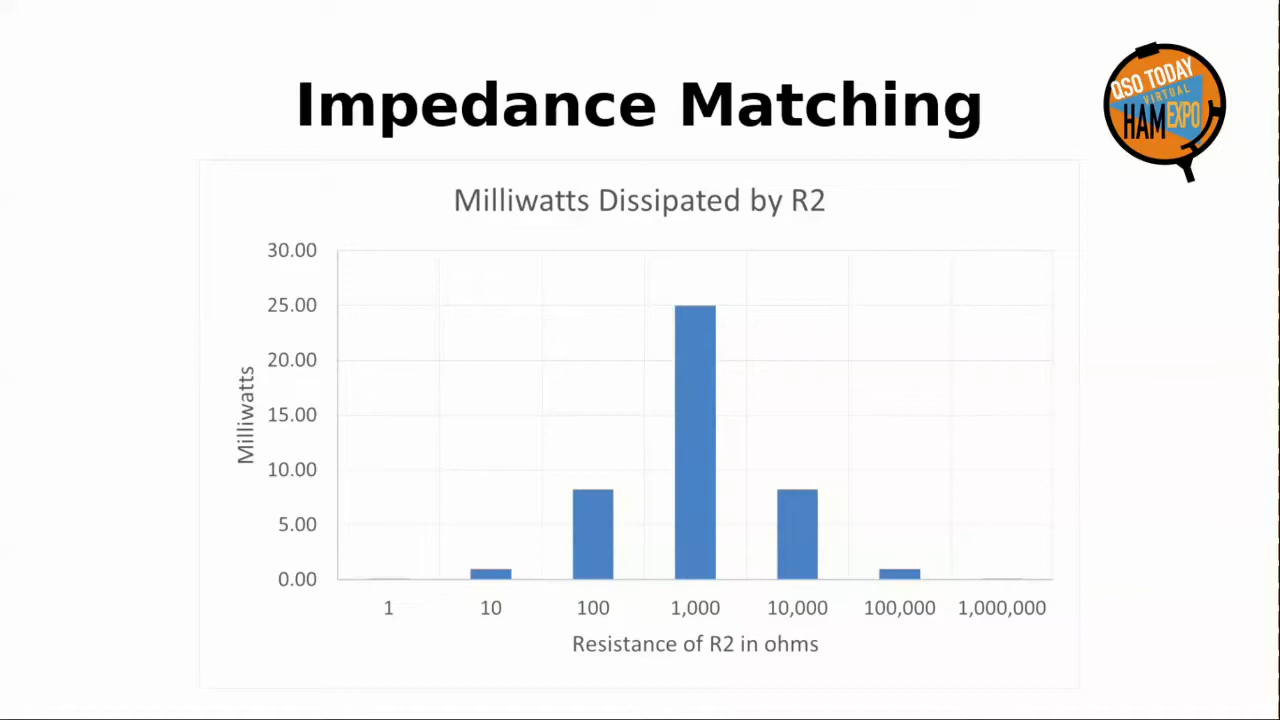 Impedance Matching
QSO TODAY
VIRTUAL
HAM EXPO
Milliwatts Dissipated by R2
30.00
25.00
20.00
15.00
10.00
5.00
0.00
Milliwatts
1 10 100 1,000 10,000 100,000 1,000,000
Resistance of R2 in ohms